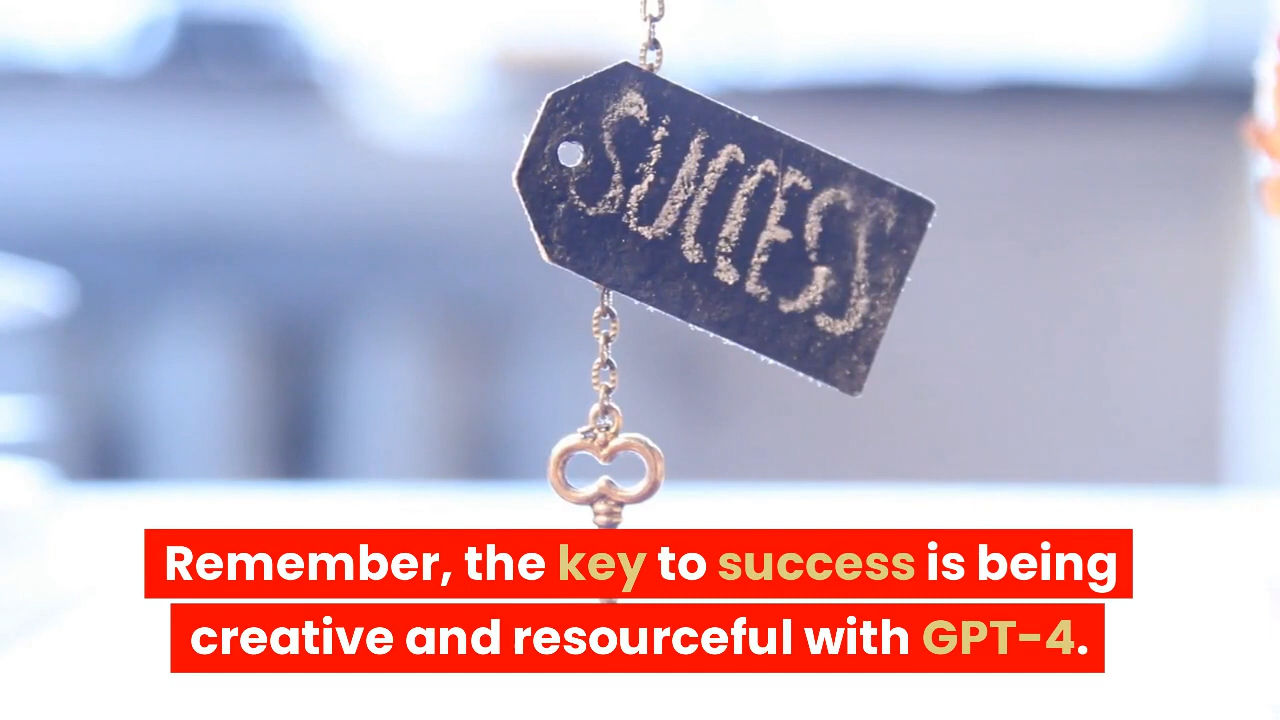 SUCCESS
Remember, the key to success is being
creative and resourceful with GPT-4.